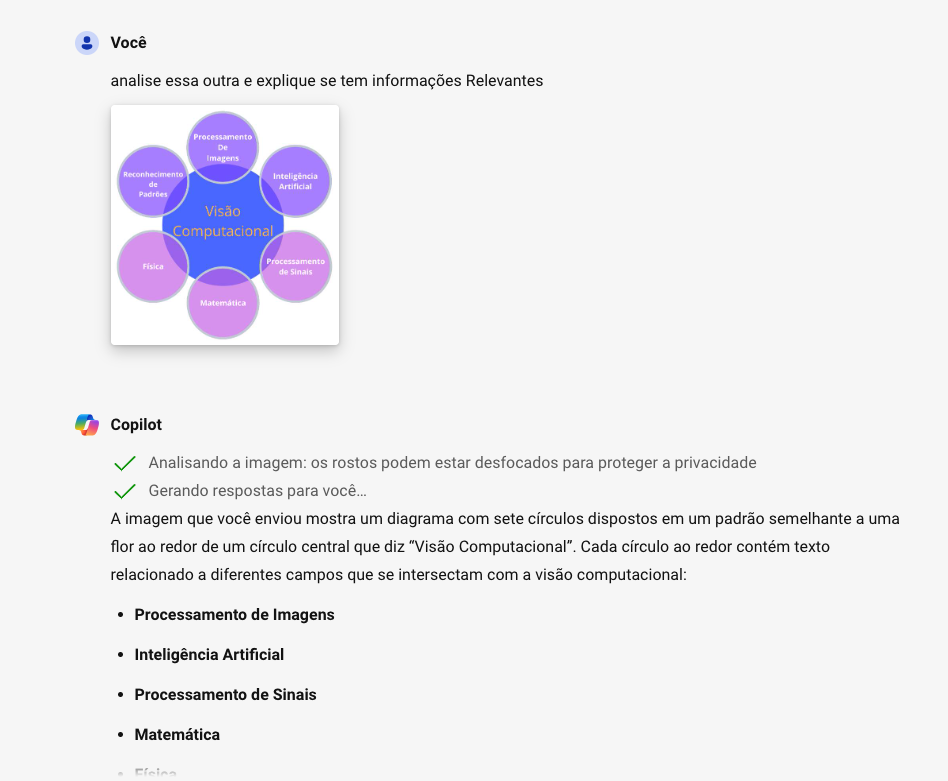 Você
analise essa outra e explique se tem informações Relevantes
Processamento
De
Imagens
Reconhecimento
de
Padrões
Inteligência
Artificial
Visão
Computacional
Física
Processamento
de Sinais
Matemática
Copilot
Analisando a imagem: os rostos podem estar desfocados para proteger a privacidade
Gerando respostas para você…
A imagem que você enviou mostra um diagrama com sete círculos dispostos em um padrão semelhante a uma
flor ao redor de um círculo central que diz “Visão Computacional”. Cada círculo ao redor contém texto
relacionado a diferentes campos que se intersectam com a visão computacional:
• Processamento de Imagens
• Inteligência Artificial
• Processamento de Sinais
• Matemática
• Física